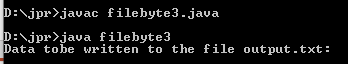 D:\jpr>javac filebyte3.java
D:\jpr>java filebyte3
Data tobe written to the file output.txt: